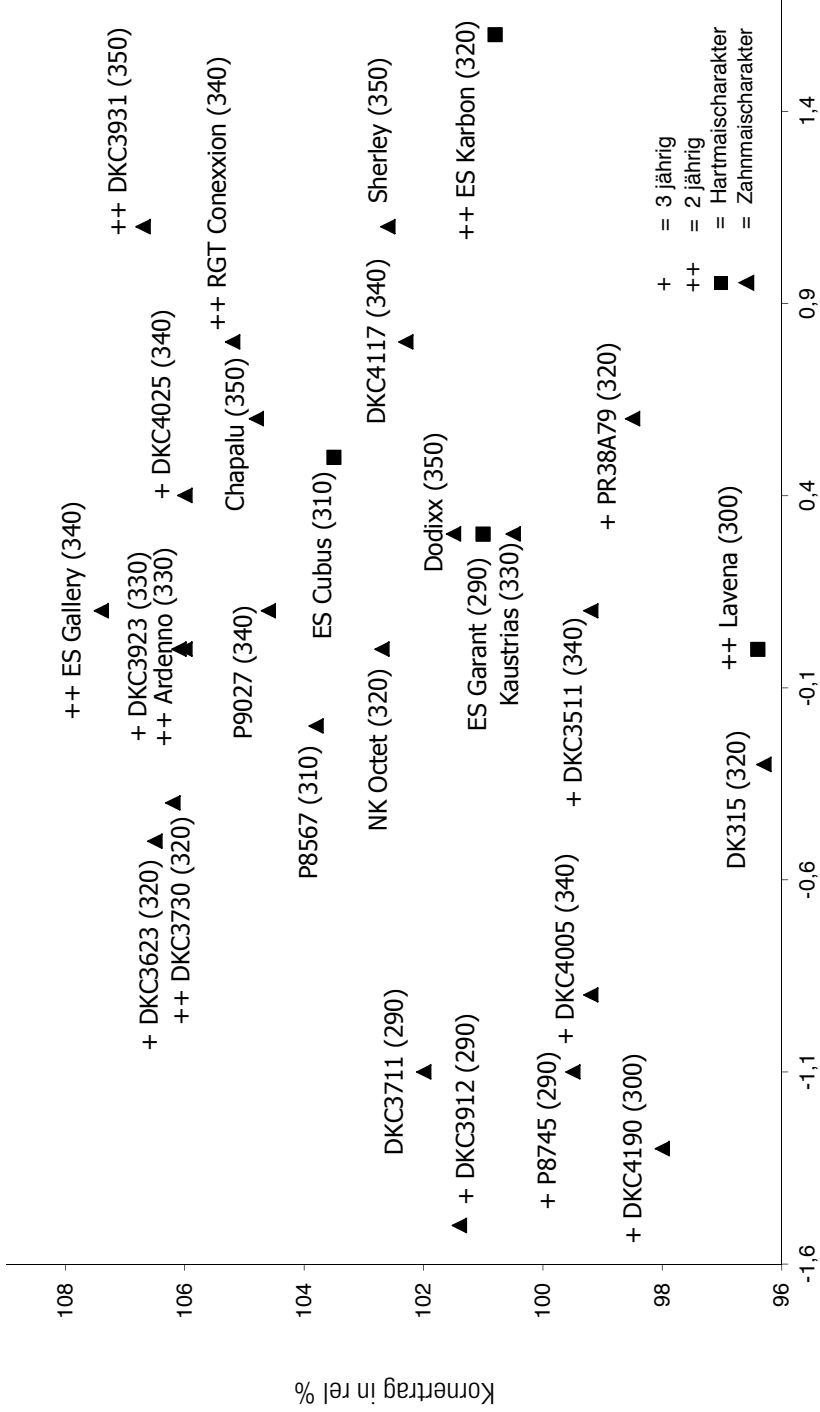 Kornertrag in rel %
108
106
104
102
100
98
96
-1,6
-1,1
-0,6
-0,1
0,4
0,9
1,4
++ ES Gallery (340)
++ DKC3931 (350)
+ DKC3923 (330)
++ Ardenno (330)
+ DKC4025 (340)
+ DKC3623 (320)
++ DKC3730 (320)
++ RGT Conexxion (340)
Chapalu (350)
P9027 (340)
P8567 (310)
ES Cubus (310)
NK Octet (320)
DKC4117 (340)
Sherley (350)
DKC3711 (290)
Dodixx (350)
+ DKC3912 (290)
ES Garant (290)
Kaustrias (330)
++ ES Karbon (320)
+ P8745 (290)
+ DKC4005 (340)
+ DKC3511 (340)
+ PR38A79 (320)
+ DKC4190 (300)
DK315 (320)
++ Lavena (300)
+ = 3 jährig
++ = 2 jährig
= Hartmaischarakter
= Zahnmaischarakter